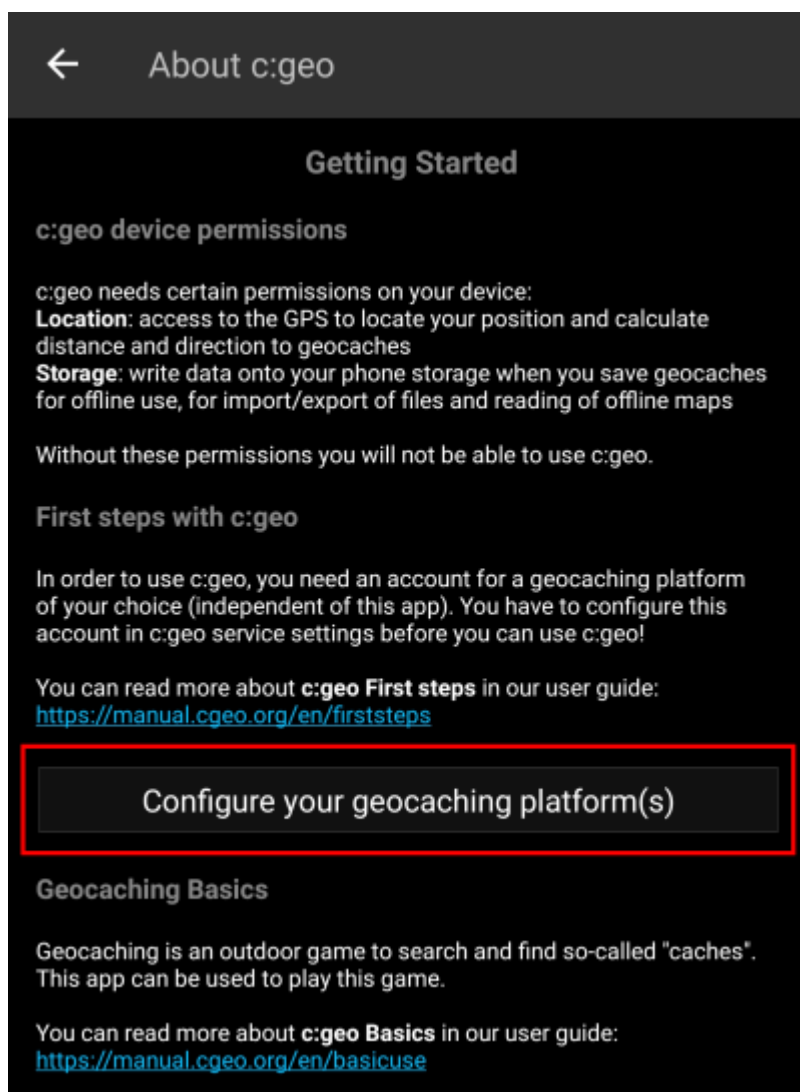 About c:geo
Getting Started
c:geo device permissions
c:geo needs certain permissions on your device:
Location: access to the GPS to locate your position and calculate
distance and direction to geocaches
Storage: write data onto your phone storage when you save geocaches
for offline use, for import/export of files and reading of offline maps
Without these permissions you will not be able to use c:geo.
First steps with c:geo
In order to use c:geo, you need an account for a geocaching platform
of your choice (independent of this app). You have to configure this
account in c:geo service settings before you can use c:geo!
You can read more about c:geo First steps in our user guide:
https://manual.cgeo.org/en/firststeps
Configure your geocaching platform(s)
Geocaching Basics
Geocaching is an outdoor game to search and find so-called "caches".
This app can be used to play this game.
You can read more about c:geo Basics in our user guide:
https://manual.cgeo.org/en/basicuse